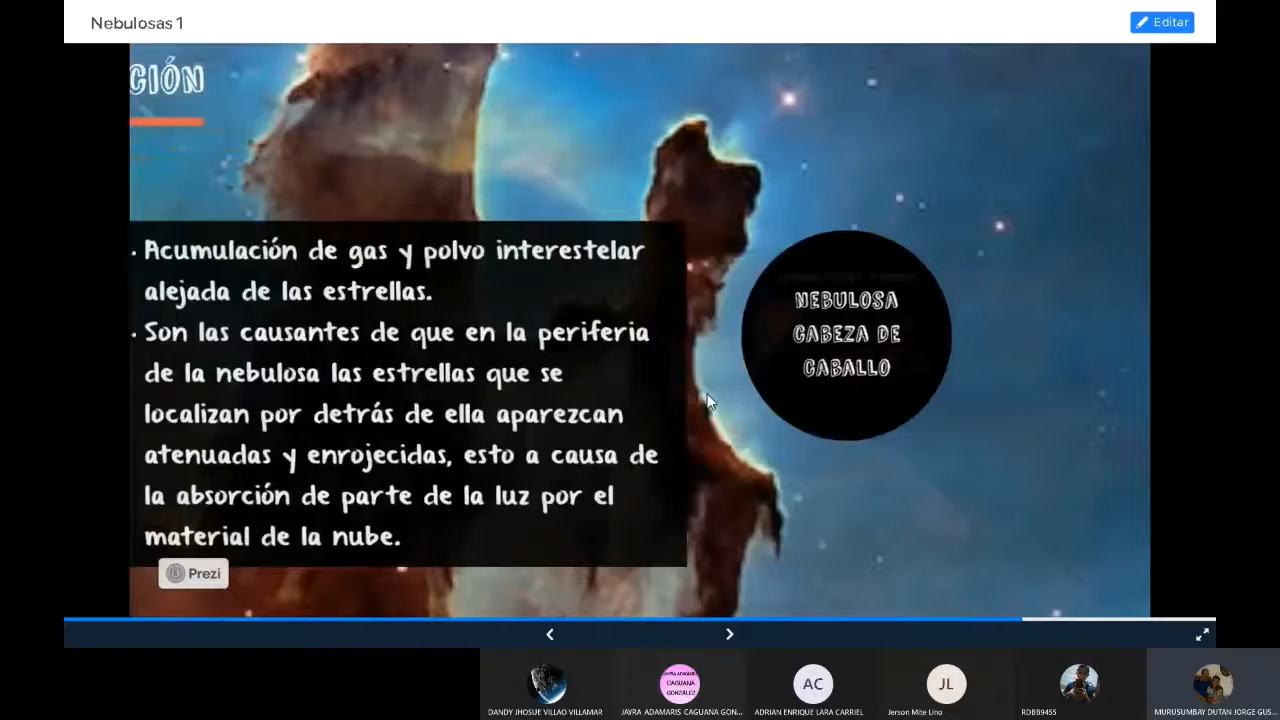 Nebulosas 1
Editar
CIÓN
· Acumulación de gas y polvo interestelar
alejada de las estrellas.
· Son las causantes de que en la periferia
de la nebulosa las estrellas que se
localizan por detrás de ella aparezcan
atenuadas y enrojecidas, esto a causa de
la absorción de parte de la luz por el
material de la nube.
NEBULOSA
CABEZA DE
CABALLO
Prezi
JAYRA ADAMARIS
CAGUANA
GONZÁLEZ
AC
JL
DANDY JHOSUE VILLAO VILLAMAR
JAYRA ADAMARIS CAGUANA GON...
ADRIAN ENRIQUE LARA CARRIEL
Jerson Mite Lino
RDBB9455
MURUSUMBAY DUTAN JORGE GUS...